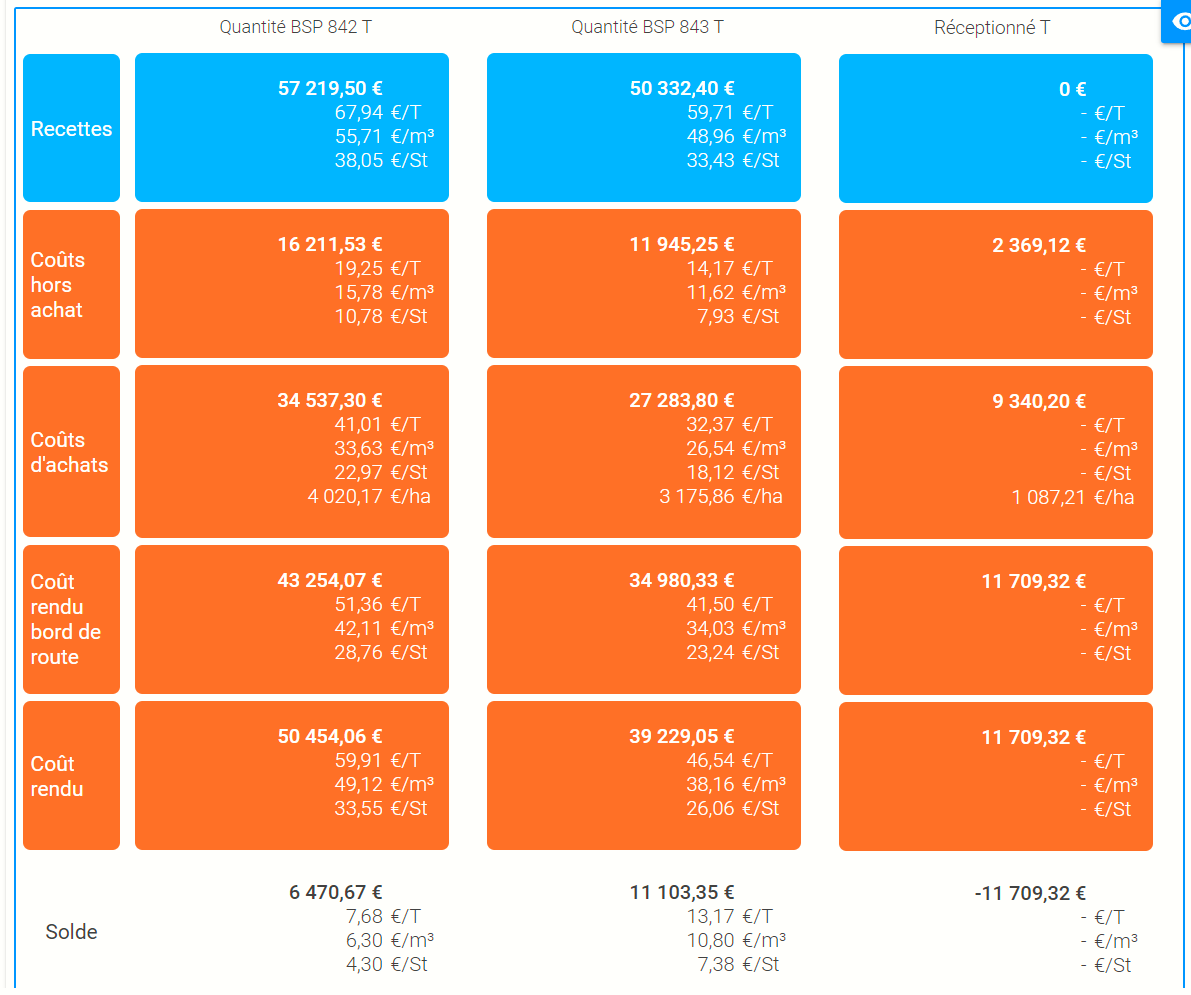 Quantité BSP 842 T Quantité BSP 843 T Réceptionné T
Recettes
57 219,50 €
67,94 €/T
55,71 €/m³
38,05 €/St
50 332,40 €
59,71 €/T
48,96 €/m³
33,43 €/St
0 €
- €/T
- €/m³
- €/St
Coûts
hors
achat
16 211,53 €
19,25 €/T
15,78 €/m³
10,78 €/St
11 945,25 €
14,17 €/T
11,62 €/m³
7,93 €/St
2 369,12 €
- €/T
- €/m³
- €/St
Coûts
d'achats
34 537,30 €
41,01 €/T
33,63 €/m³
22,97 €/St
4 020,17 €/ha
27 283,80 €
32,37 €/T
26,54 €/m³
18,12 €/St
3 175,86 €/ha
9 340,20 €
- €/T
- €/m³
- €/St
1 087,21 €/ha
Coût
rendu
bord de
route
43 254,07 €
51,36 €/T
42,11 €/m³
28,76 €/St
34 980,33 €
41,50 €/T
34,03 €/m³
23,24 €/St
11 709,32 €
- €/T
- €/m³
- €/St
Coût
rendu
50 454,06 €
59,91 €/T
49,12 €/m³
33,55 €/St
39 229,05 €
46,54 €/T
38,16 €/m³
26,06 €/St
11 709,32 €
- €/T
- €/m³
- €/St
Solde
6 470,67 €
7,68 €/T
6,30 €/m³
4,30 €/St
11 103,35 €
13,17 €/T
10,80 €/m³
7,38 €/St
-11 709,32 €
- €/T
- €/m³
- €/St